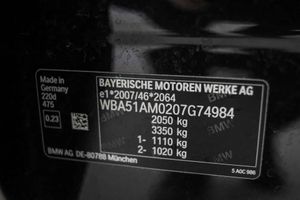 Made in
Germany
220d
475
0.23
BAYERISCHE MOTOREN WERKE AG
e1*2007/46*2064
WBA51AM0207G74984
2050 kg
3350 kg
1- 1110 kg
2- 1020 kg
BMW AG DE-80788 München
5 A0C 986